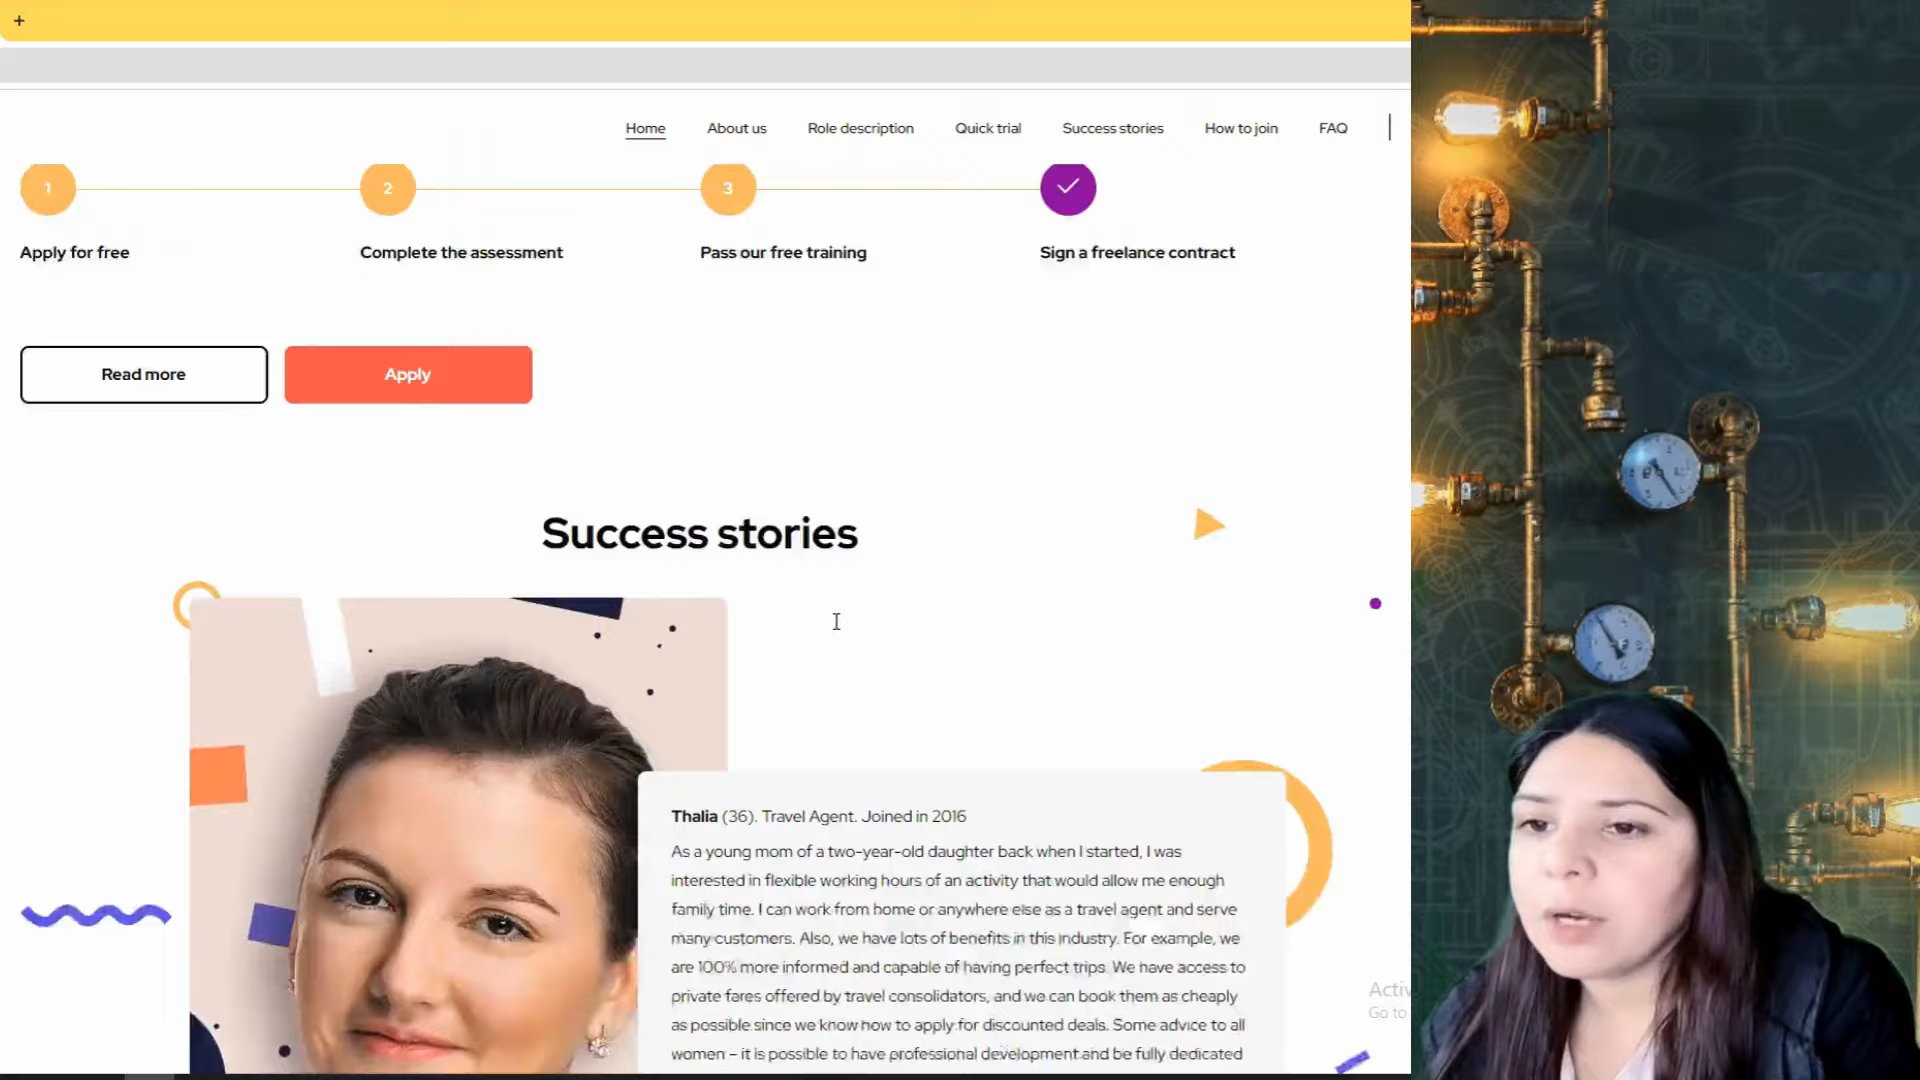 +
Home About us Role description Quick trial Success stories How to join FAQ
1 2 3
Apply for free Complete the assessment Pass our free training Sign a freelance contract
Read more Apply
Success stories
Thalia (36). Travel Agent. Joined in 2016
As a young mom of a two-year-old daughter back when I started, I was
interested in flexible working hours of an activity that would allow me enough
family time. I can work from home or anywhere else as a travel agent and serve
many customers. Also, we have lots of benefits in this industry. For example, we
are 100% more informed and capable of having perfect trips. We have access to
private fares offered by travel consolidators, and we can book them as cheaply
as possible since we know how to apply for discounted deals. Some advice to all
women – it is possible to have professional development and be fully dedicated
Activ
Go to